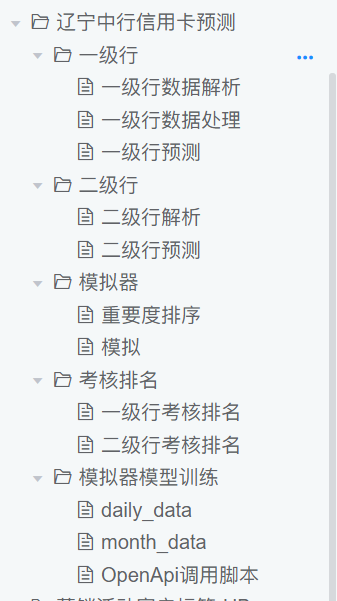 辽宁中行信用卡预测
一级行
一级行数据解析
一级行数据处理
一级行预测
二级行
二级行解析
二级行预测
模拟器
重要度排序
模拟
考核排名
一级行考核排名
二级行考核排名
模拟器模型训练
daily_data
month_data
OpenApi调用脚本